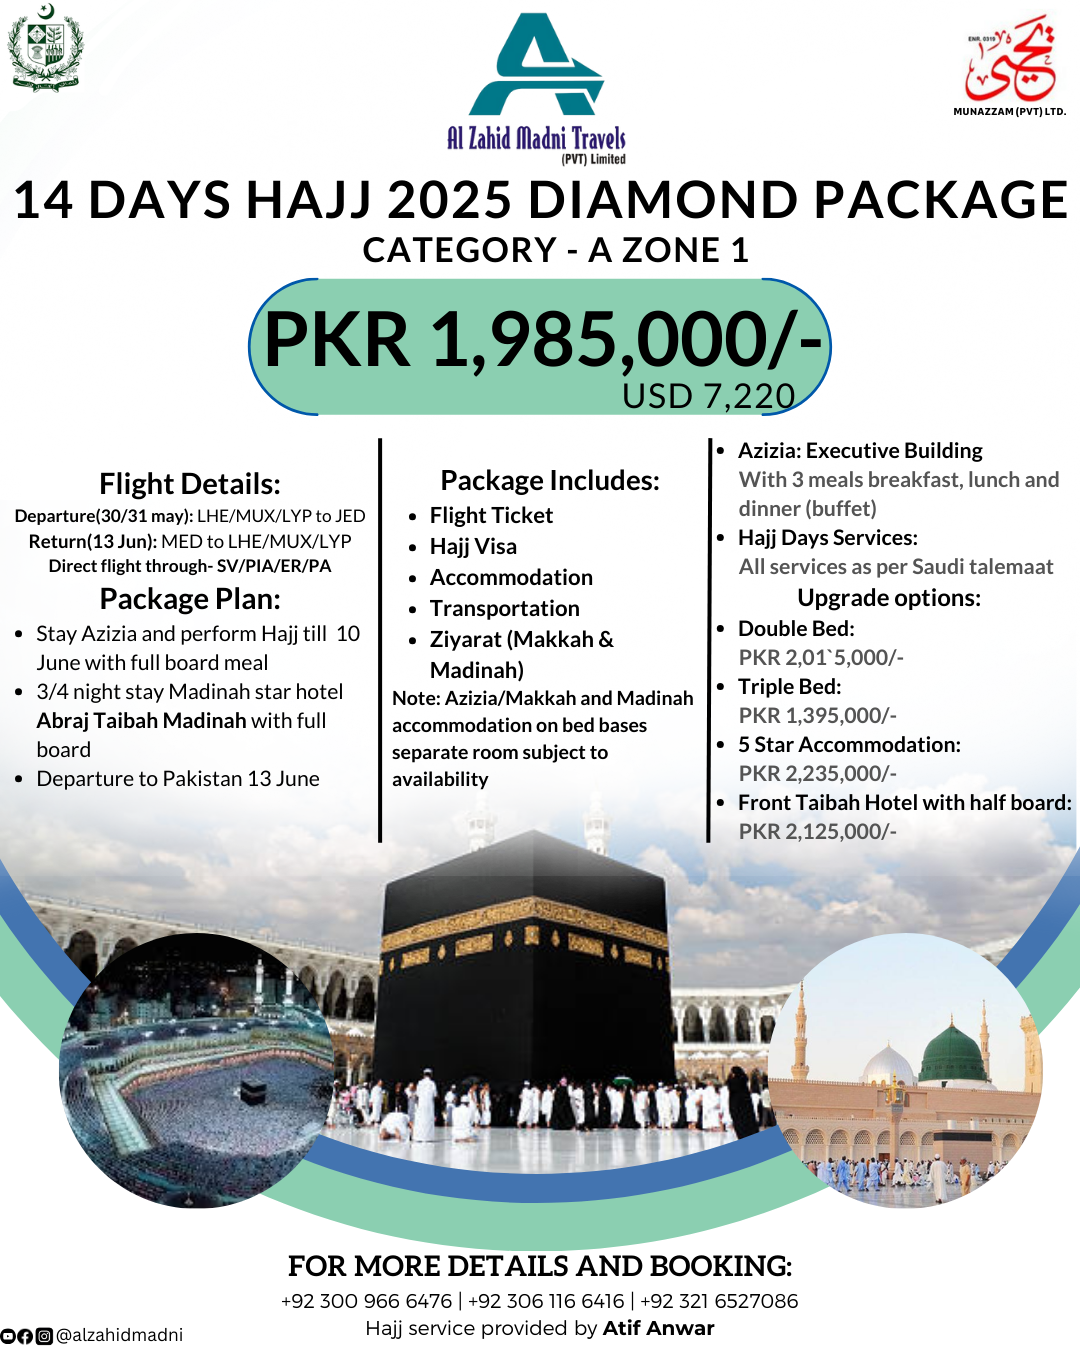 Al Zahid Madni Travels
(PVT) Limited
ENR. 0319
يحيى
MUNAZZAM (PVT) LTD.
14 DAYS HAJJ 2025 DIAMOND PACKAGE
CATEGORY - A ZONE 1
PKR 1,985,000/-
USD 7,220
Flight Details:
Departure(30/31 may): LHE/MUX/LYP to JED
Return(13 Jun): MED to LHE/MUX/LYP
Direct flight through- SV/PIA/ER/PA
Package Plan:
• Stay Azizia and perform Hajj till 10
June with full board meal
• 3/4 night stay Madinah star hotel
Abraj Taibah Madinah with full
board
• Departure to Pakistan 13 June
Package Includes:
• Flight Ticket
• Hajj Visa
• Accommodation
• Transportation
• Ziyarat (Makkah &
Madinah)
Note: Azizia/Makkah and Madinah
accommodation on bed bases
separate room subject to
availability
• Azizia: Executive Building
With 3 meals breakfast, lunch and
dinner (buffet)
• Hajj Days Services:
All services as per Saudi talemaat
Upgrade options:
• Double Bed:
PKR 2,01`5,000/-
• Triple Bed:
PKR 1,395,000/-
• 5 Star Accommodation:
PKR 2,235,000/-
• Front Taibah Hotel with half board:
PKR 2,125,000/-
FOR MORE DETAILS AND BOOKING:
+92 300 966 6476 | +92 306 116 6416 | +92 321 6527086
Hajj service provided by Atif Anwar
@alzahidmadni